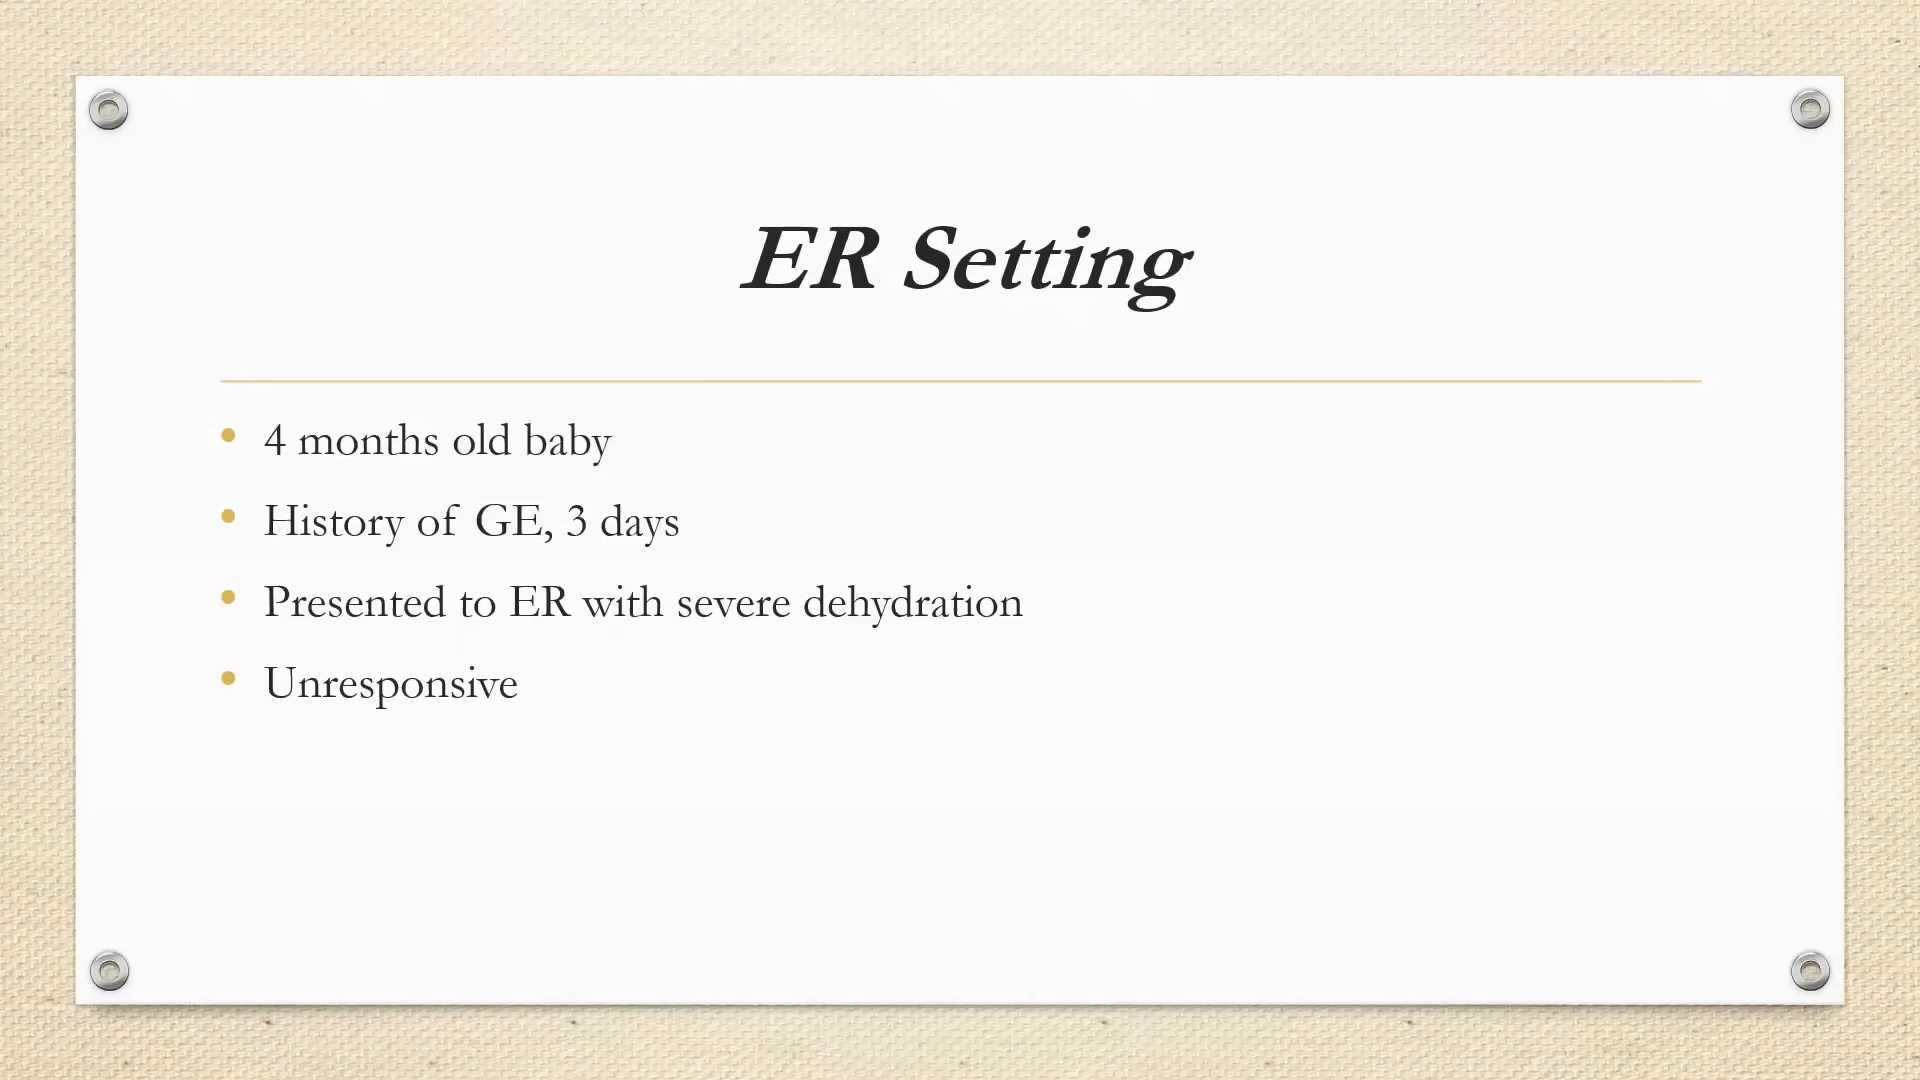 ER Setting
• 4 months old baby
• History of GE, 3 days
• Presented to ER with severe dehydration
• Unresponsive